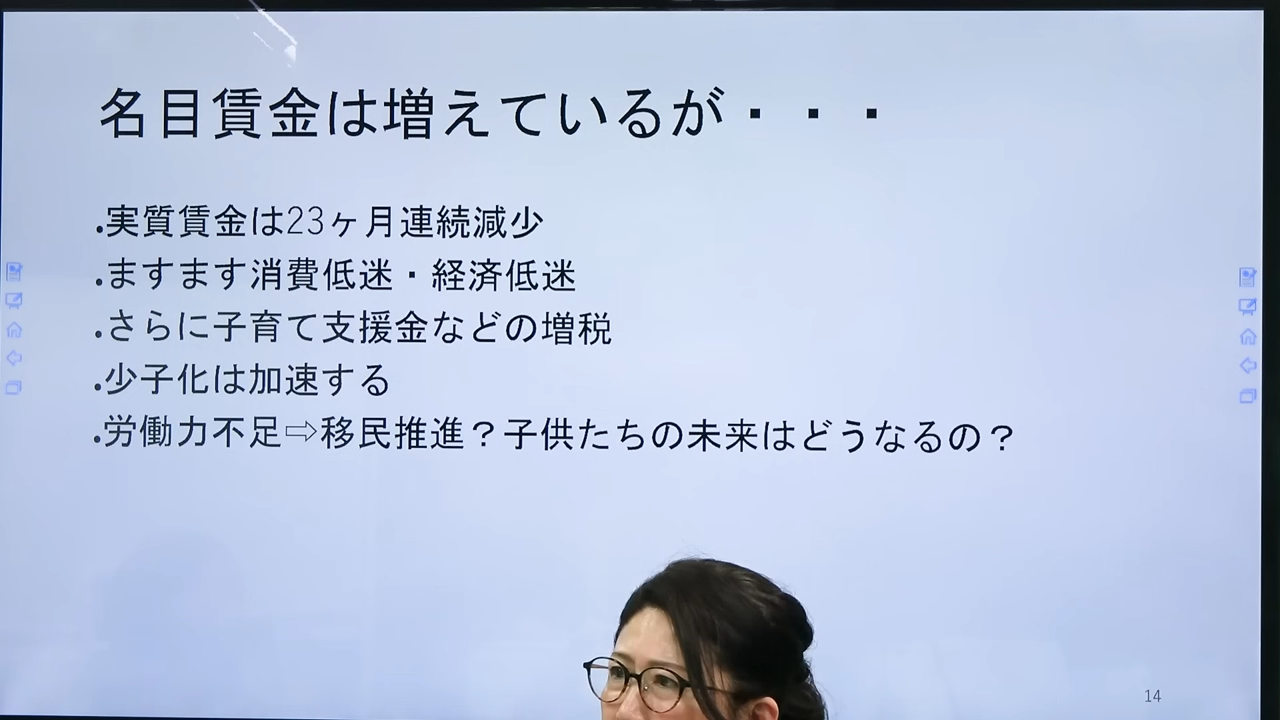 名目賃金は増えているが・・・
.実質賃金は23ヶ月連続減少
.ますます消費低迷・経済低迷
.さらに子育て支援金などの増税
.少子化は加速する
.労働力不足⇨移民推進？子供たちの未来はどうなるの？
14